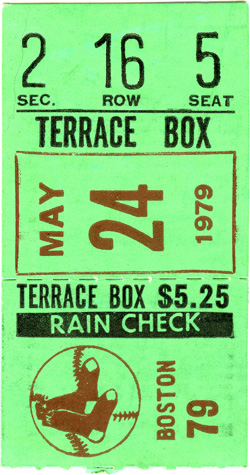 2 16 5
SEC. ROW SEAT
TERRACE BOX
MAY 24 1979
TERRACE BOX $5.25
RAIN CHECK
BOSTON 79